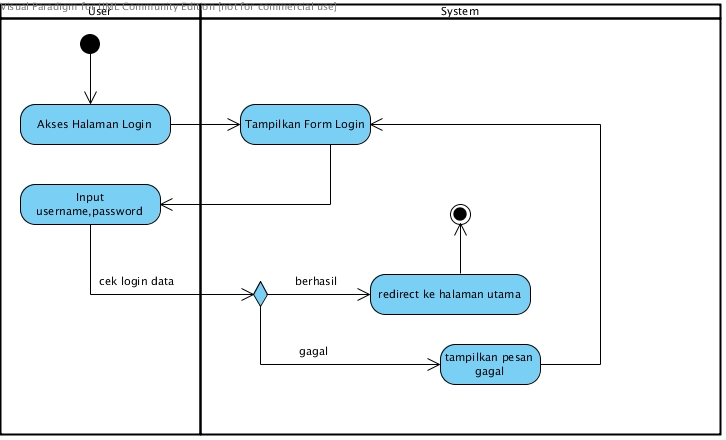 Visual Paradigm for UML Community Edition [not for commercial use]
User
System
Akses Halaman Login
Tampilkan Form Login
Input
username,password
cek login data
berhasil
redirect ke halaman utama
gagal
tampilkan pesan
gagal